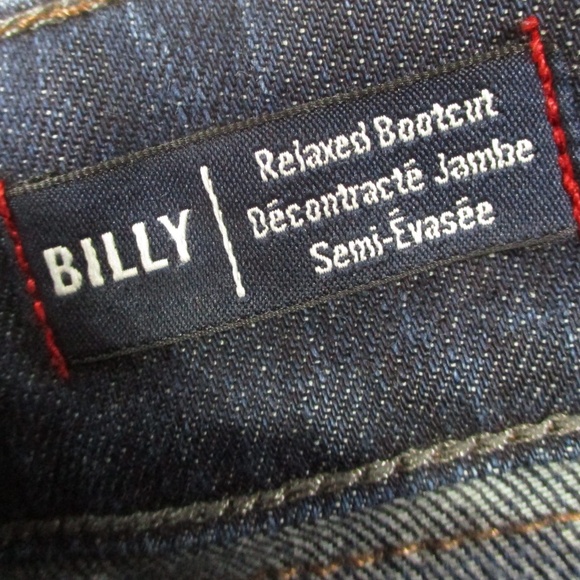 BILLY
Relaxed Bootcut
Décontracté Jambe
Semi-Évasée